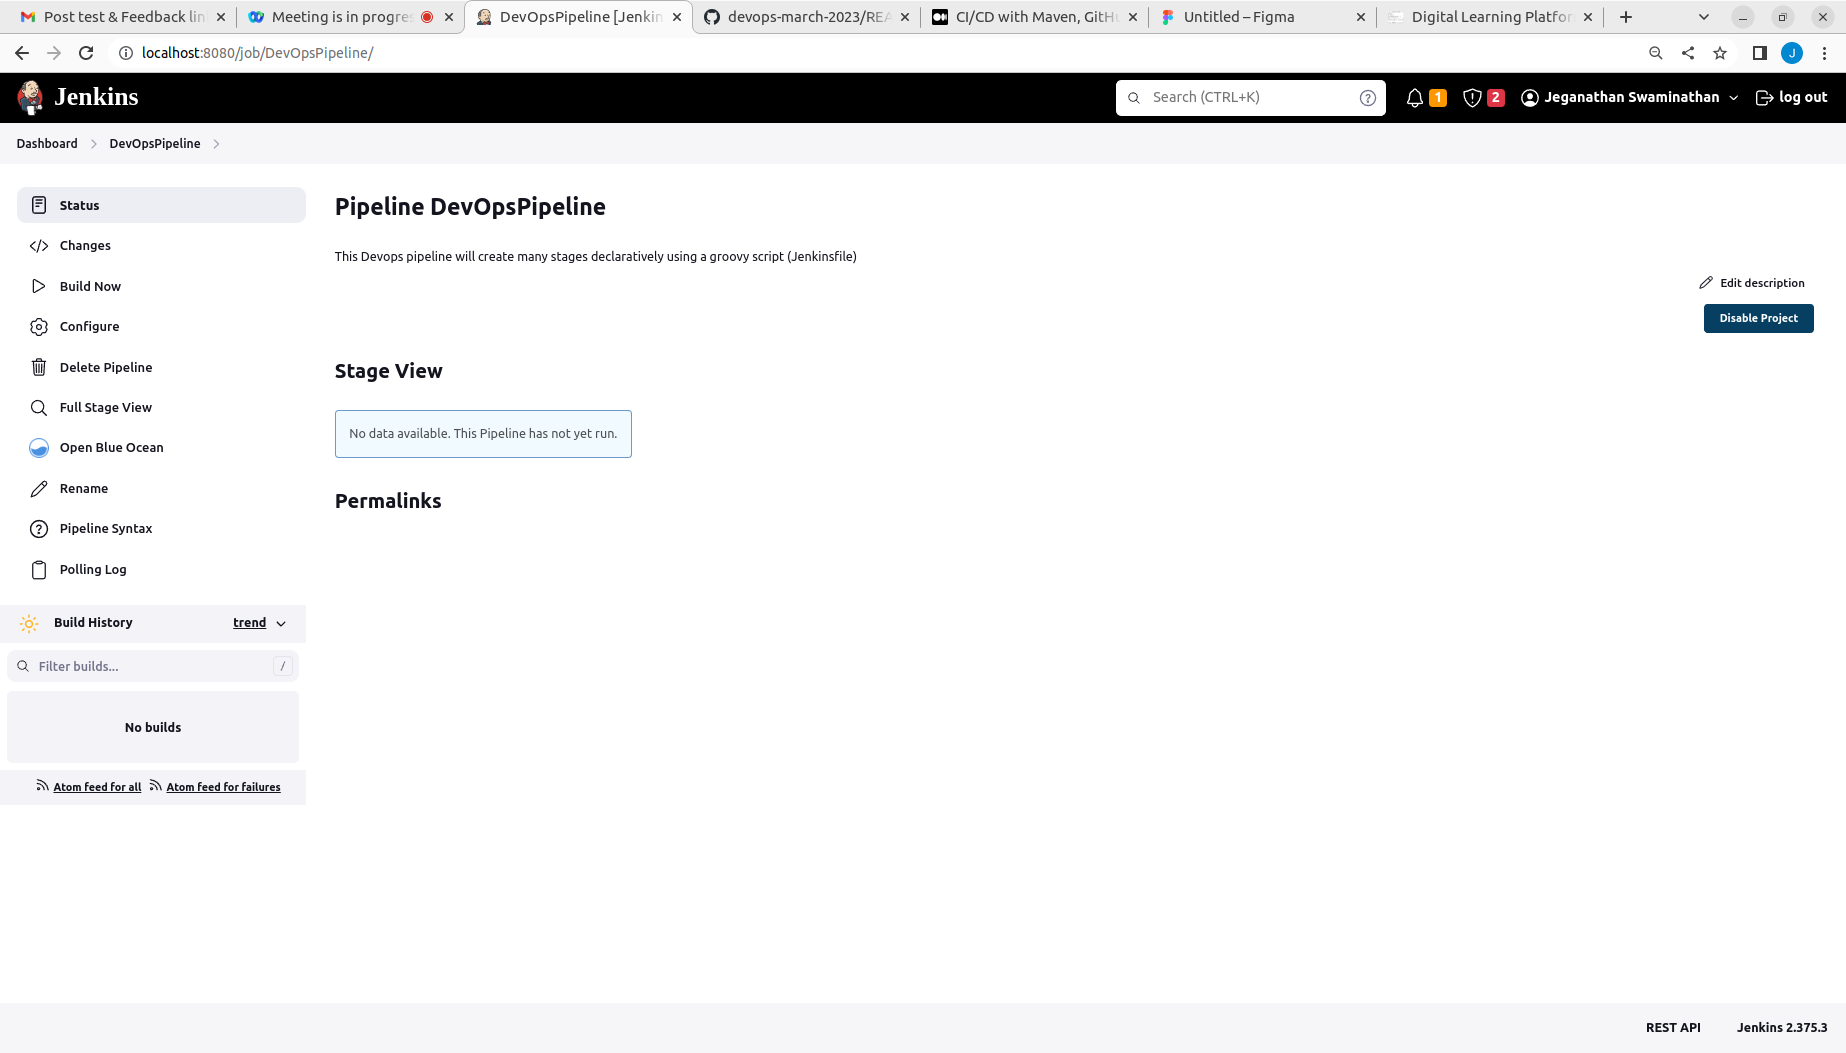 Post test & Feedback lin
Meeting is in progres
DevOpsPipeline [Jenkin
devops-march-2023/REA
CI/CD with Maven, GitHu
Untitled – Figma
Digital Learning Platfor
localhost:8080/job/DevOpsPipeline/
J
Jenkins
Search (CTRL+K)
?
1
2
Jeganathan Swaminathan
log out
Dashboard
DevOpsPipeline
Status
Changes
Build Now
Configure
Delete Pipeline
Full Stage View
Open Blue Ocean
Rename
Pipeline Syntax
Polling Log
Build History
trend
Filter builds...
/
No builds
Atom feed for all
Atom feed for failures
Pipeline DevOpsPipeline
This Devops pipeline will create many stages declaratively using a groovy script (Jenkinsfile)
Edit description
Disable Project
Stage View
No data available. This Pipeline has not yet run.
Permalinks
REST API
Jenkins 2.375.3